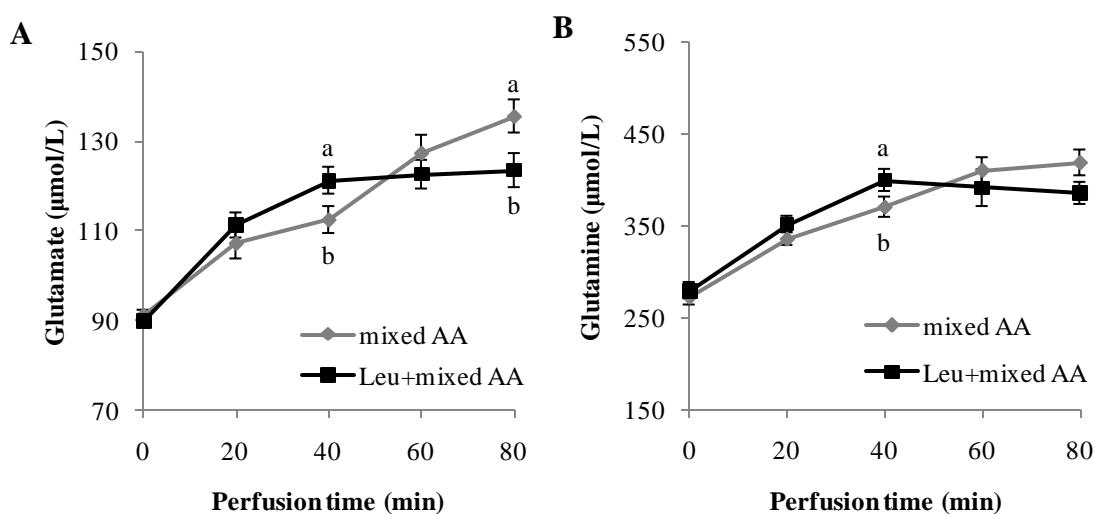 A
150
130
110
90
70
Glutamate (μmol/L)
a
a
b
b
mixed AA
Leu+mixed AA
0 20 40 60 80
Perfusion time (min)
B
550
450
350
250
150
Glutamine (μmol/L)
a
b
mixed AA
Leu+mixed AA
0 20 40 60 80
Perfusion time (min)